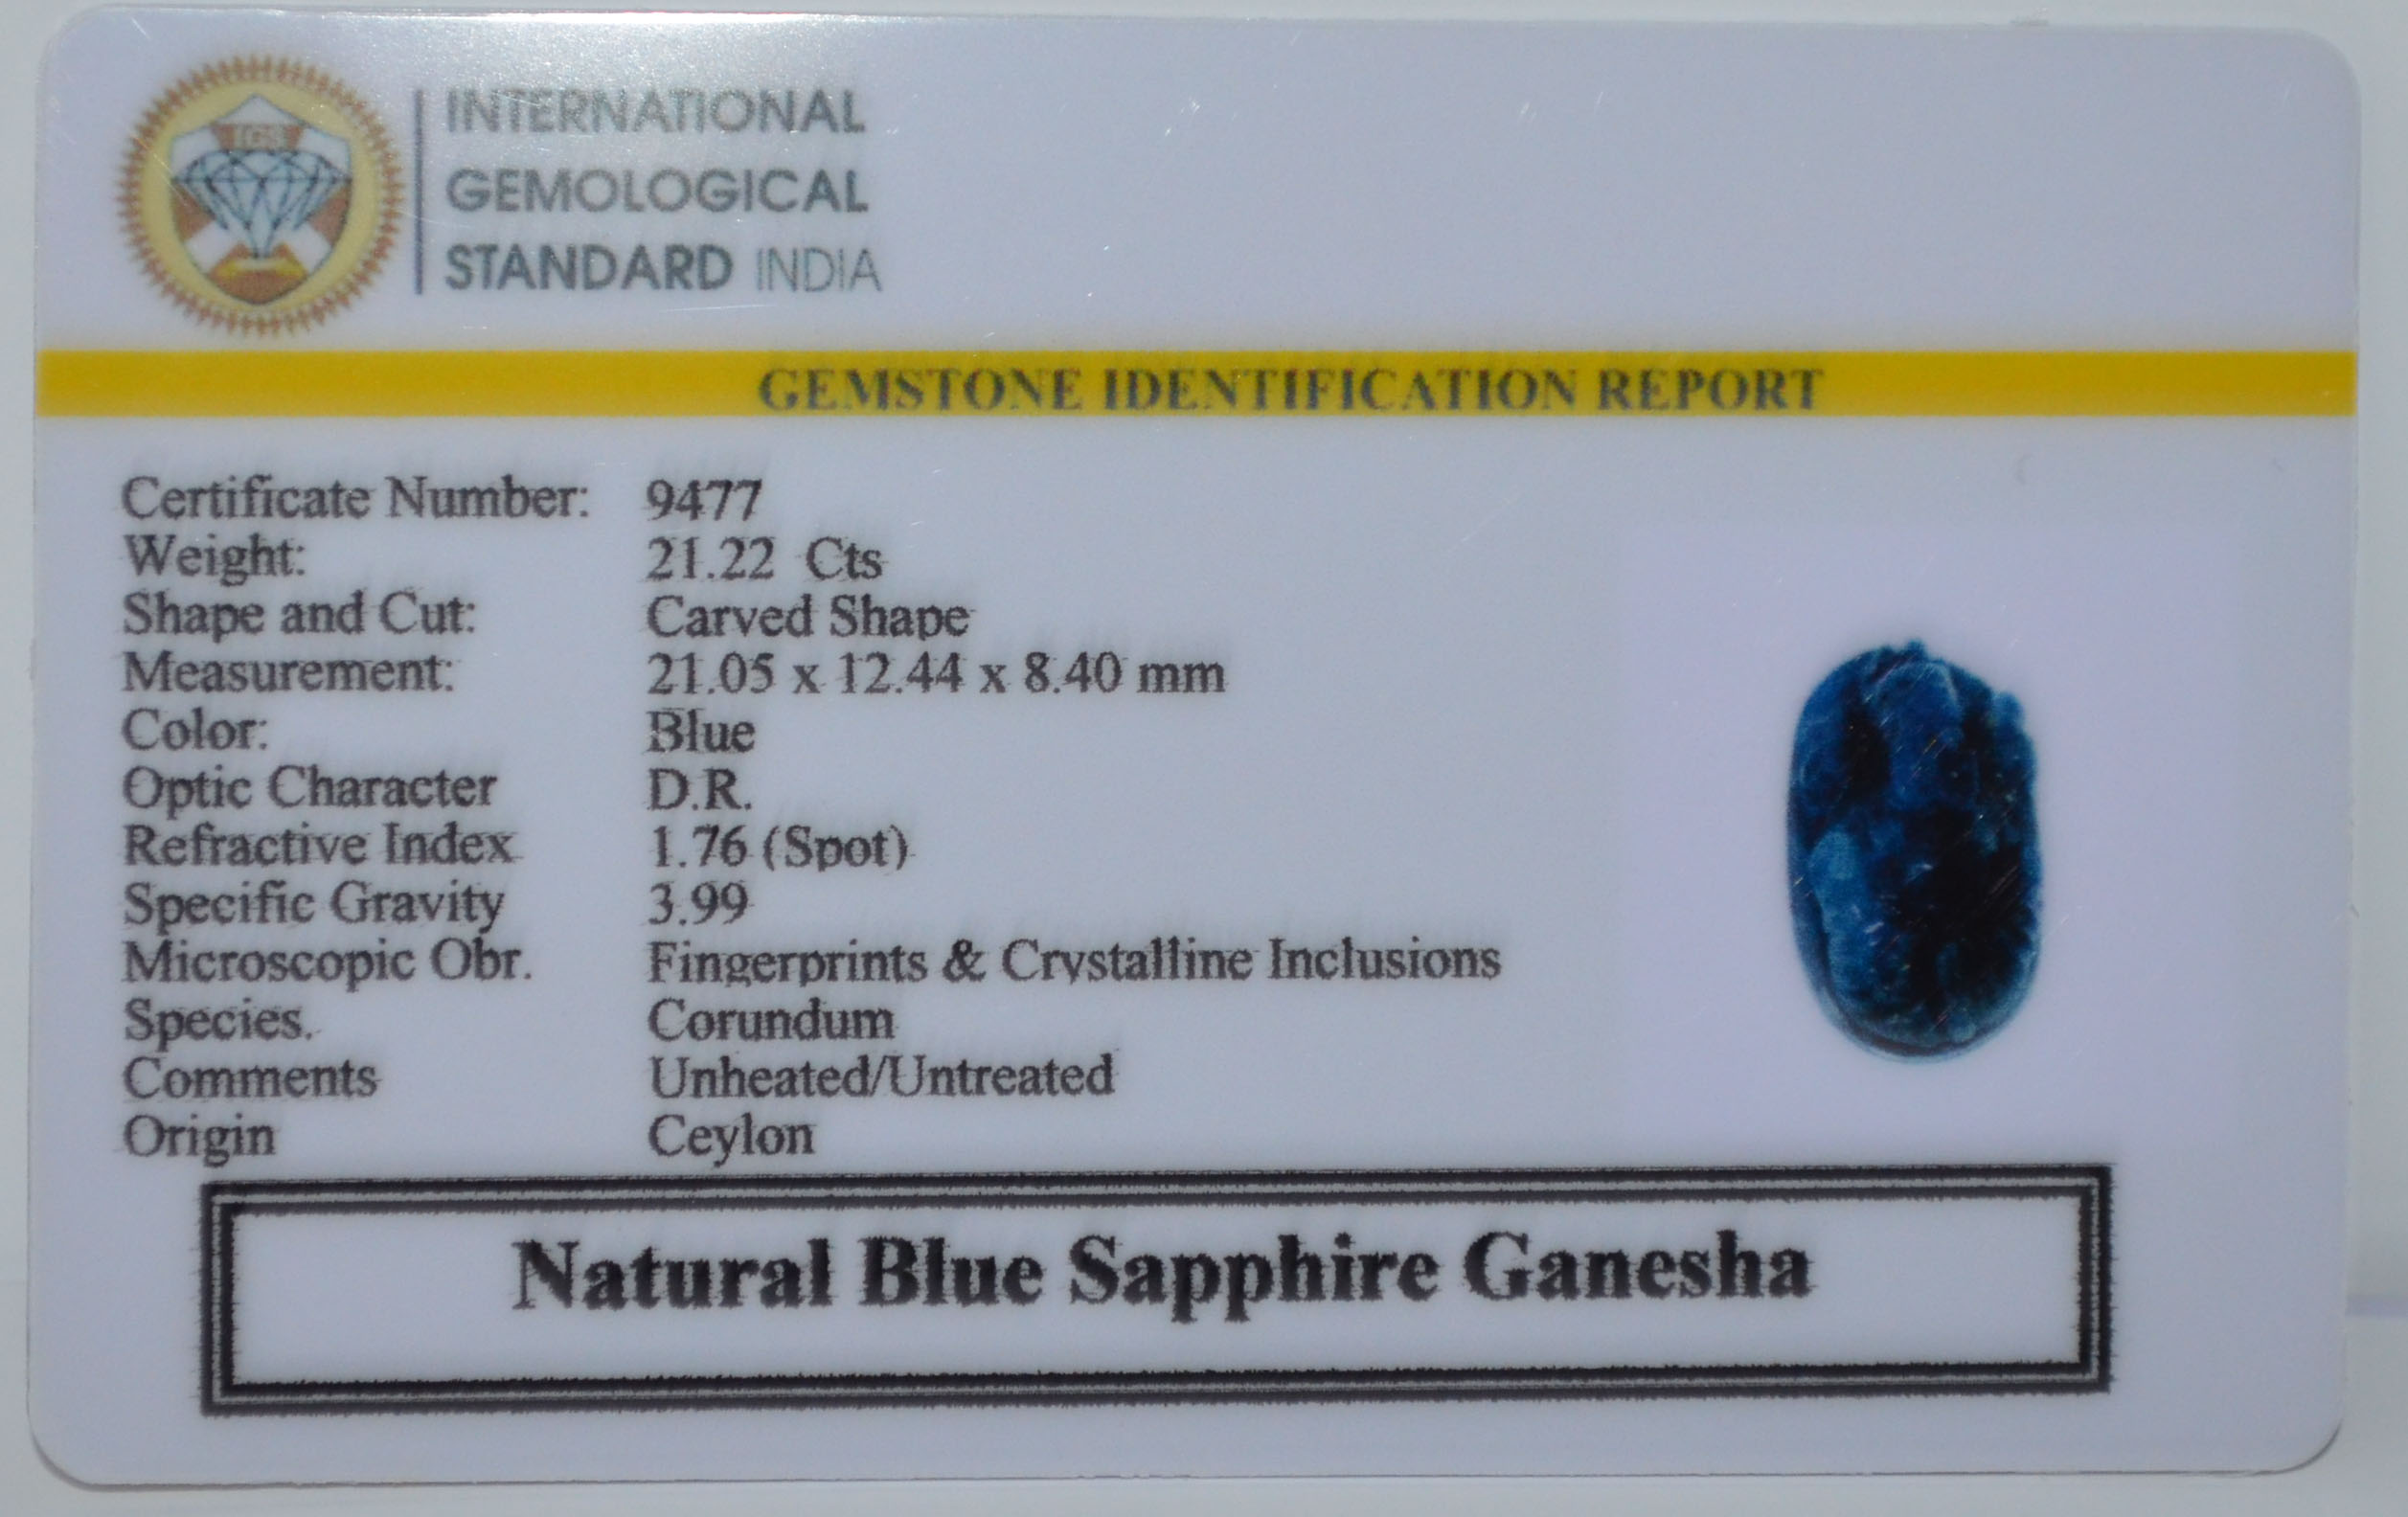 IGS
INTERNATIONAL
GEMOLOGICAL
STANDARD INDIA
GEMSTONE IDENTIFICATION REPORT
Certificate Number: 9477
Weight: 21.22 Cts
Shape and Cut: Carved Shape
Measurement: 21.05 x 12.44 x 8.40 mm
Color: Blue
Optic Character D.R.
Refractive Index 1.76 (Spot)
Specific Gravity 3.99
Microscopic Obr. Fingerprints & Crystalline Inclusions
Species. Corundum
Comments Unheated/Untreated
Origin Ceylon
Natural Blue Sapphire Ganesha